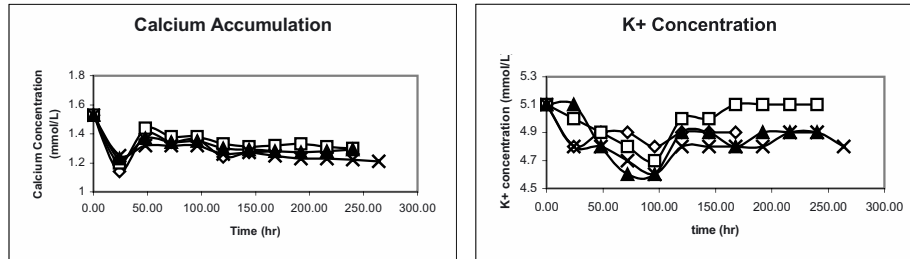 Calcium Accumulation
Calcium Concentration
(mmol/L)
1.8
1.6
1.4
1.2
1
0.00 50.00 100.00 150.00 200.00 250.00 300.00
Time (hr)
K+ Concentration
K+ concentration (mmol/L
5.3
5.1
4.9
4.7
4.5
0.00 50.00 100.00 150.00 200.00 250.00 300.00
time (hr)